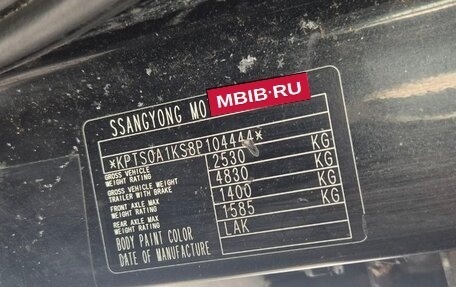 MBIB·RU
SSANGYONG MO
*KPTS0A1KS8P104444*
GROSS VEHICLE WEIGHT RATING 2530 KG
GROSS VEHICLE WEIGHT TRAILER WITH BRAKE 4830 KG
FRONT AXLE MAX WEIGHT RATING 1400 KG
REAR AXLE MAX WEIGHT RATING 1585 KG
BODY PAINT COLOR LAK
DATE OF MANUFACTURE